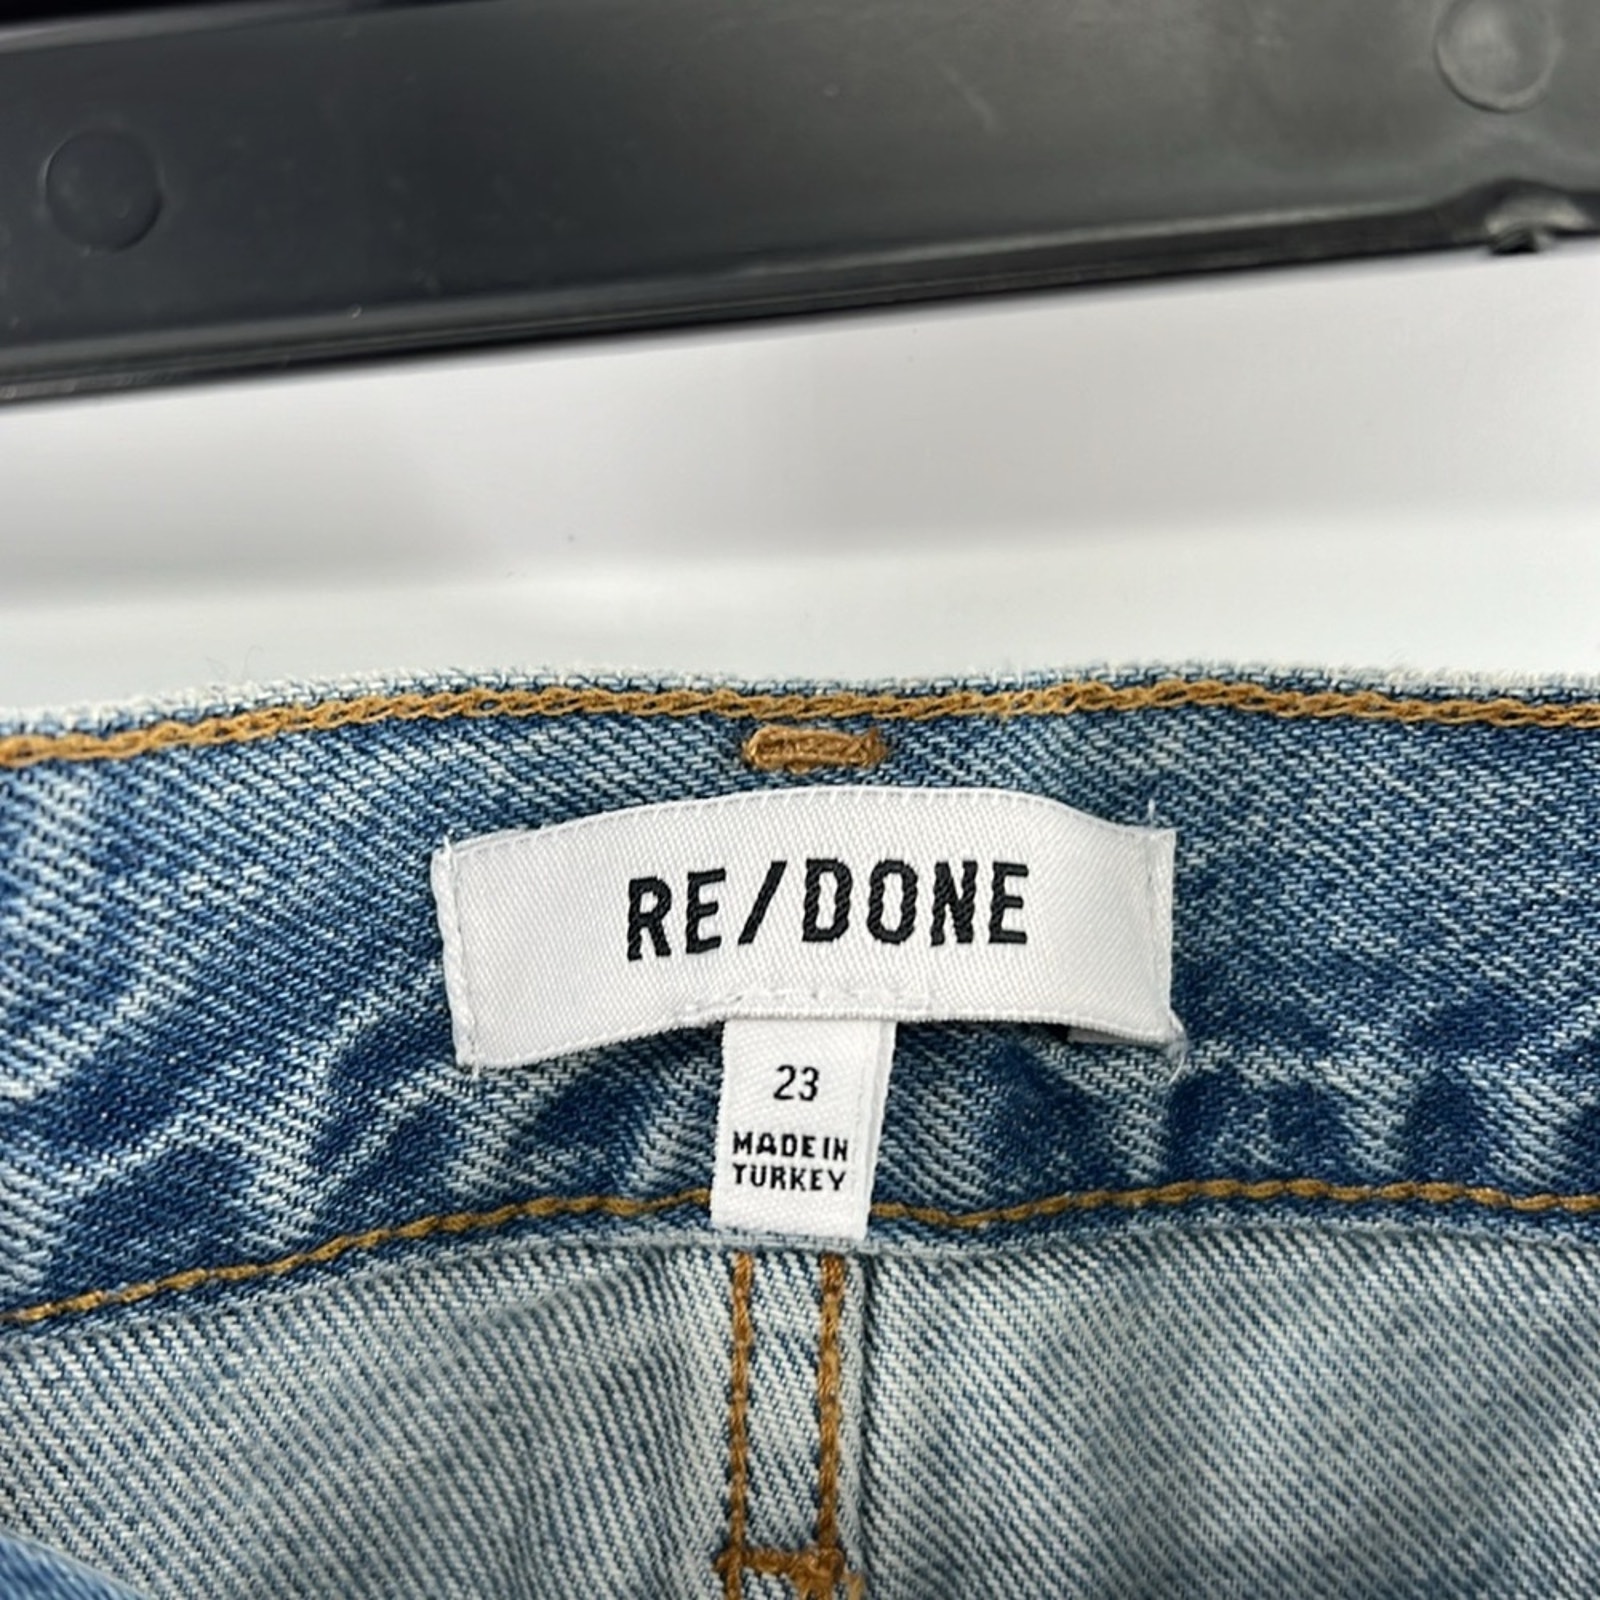 RE/DONE
23
MADE IN
TURKEY